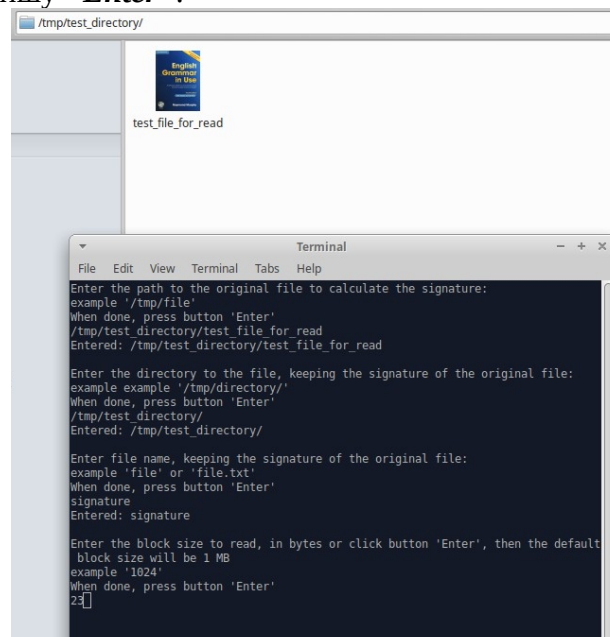 "Enter".
/tmp/test_directory/
English
Grammar
in Use
test_file_for_read
Terminal
File Edit View Terminal Tabs Help
Enter the path to the original file to calculate the signature:
example '/tmp/file'
When done, press button 'Enter'
/tmp/test_directory/test_file_for_read
Entered: /tmp/test_directory/test_file_for_read
Enter the directory to the file, keeping the signature of the original file:
example example '/tmp/directory/'
When done, press button 'Enter'
/tmp/test_directory/
Entered: /tmp/test_directory/
Enter file name, keeping the signature of the original file:
example 'file' or 'file.txt'
When done, press button 'Enter'
signature
Entered: signature
Enter the block size to read, in bytes or click button 'Enter', then the default
block size will be 1 MB
example '1024'
When done, press button 'Enter'
23